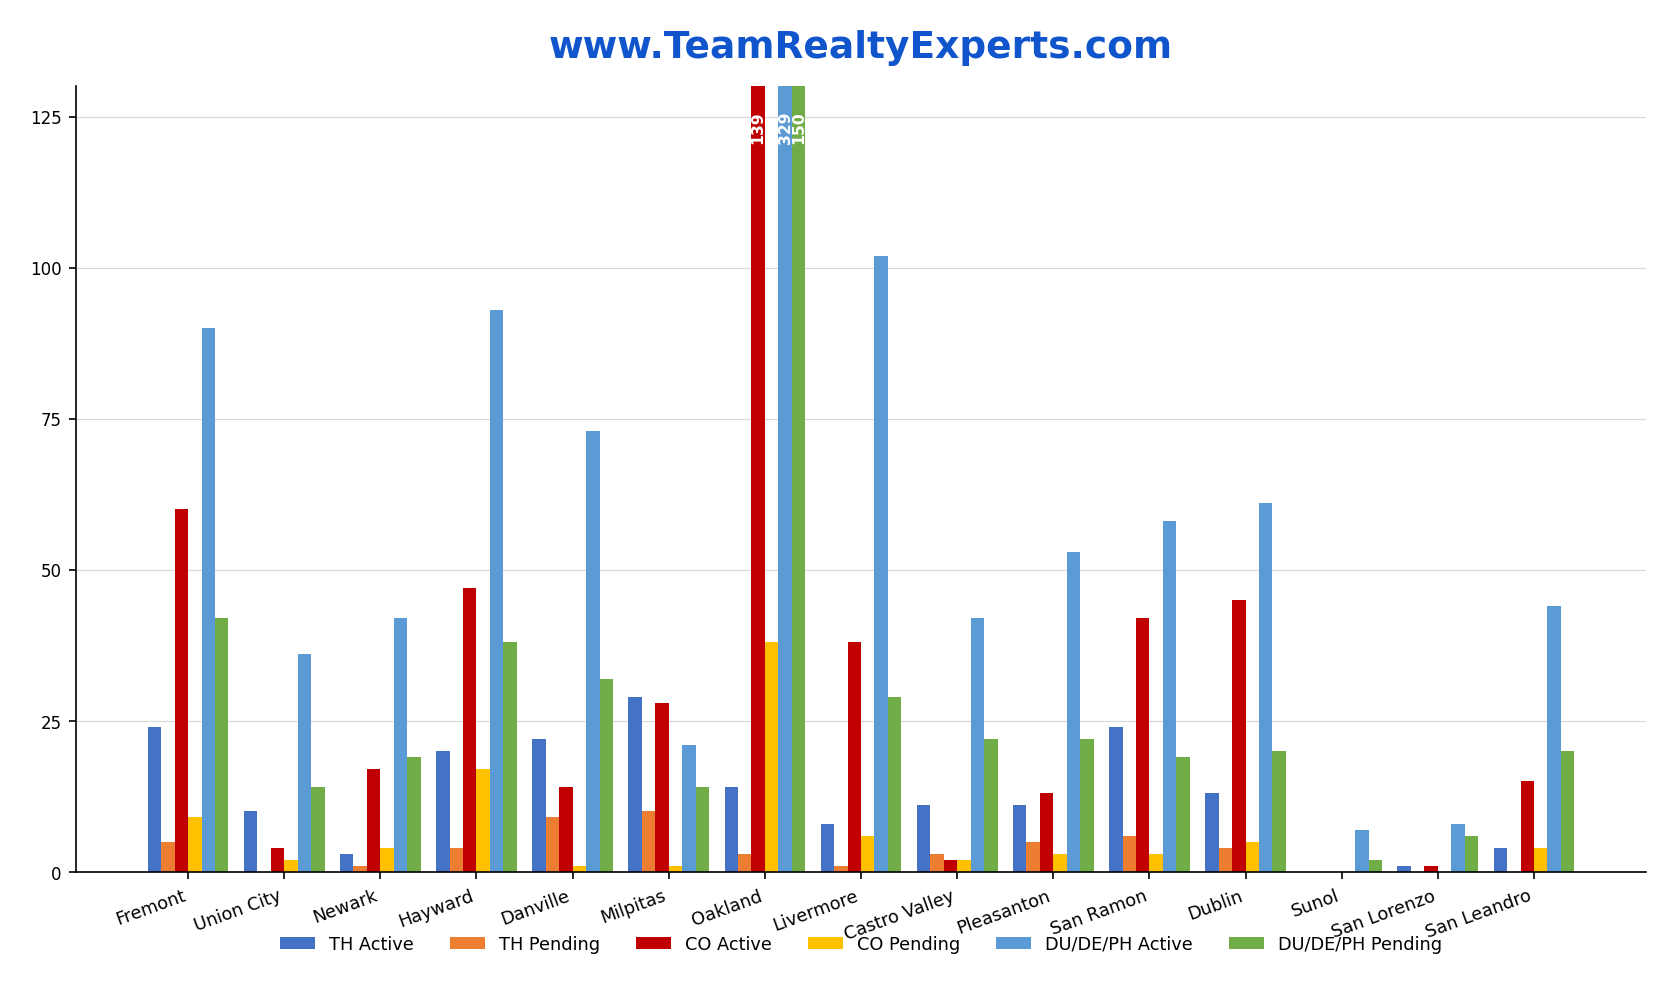 www.TeamRealtyExperts.com
125
100
75
50
25
0
139
329
150
Fremont
Union City
Newark
Hayward
Danville
Milpitas
Oakland
Livermore
Castro Valley
Pleasanton
San Ramon
Dublin
Sunol
San Lorenzo
San Leandro
TH Active TH Pending CO Active CO Pending DU/DE/PH Active DU/DE/PH Pending